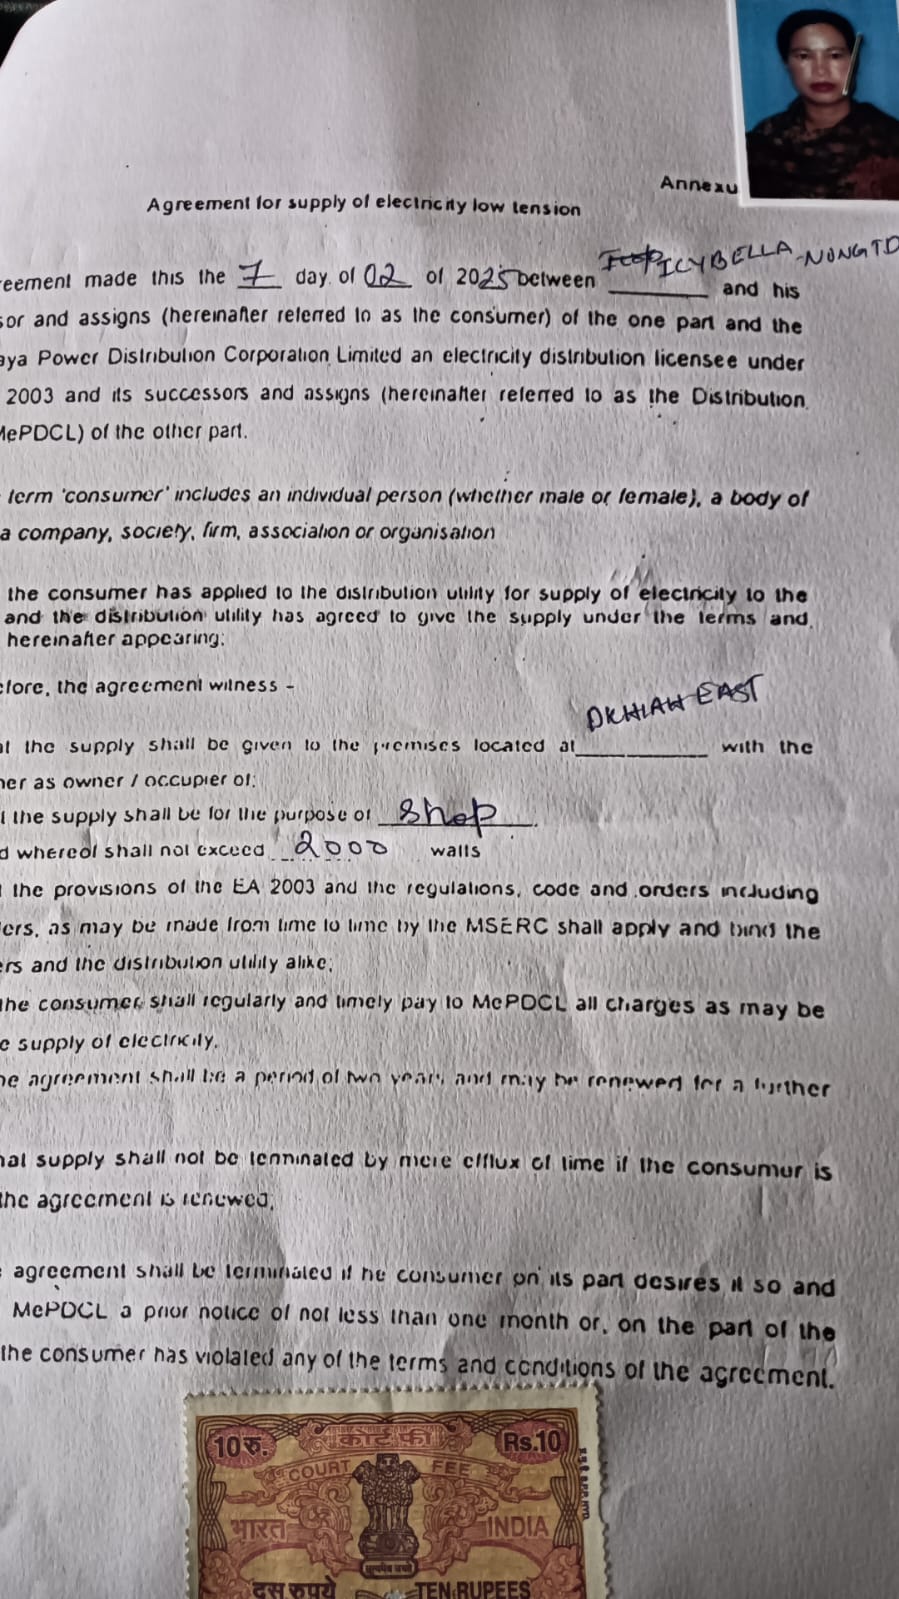 Annexu
Agreement for supply of electricity low tension
ICYBELLA NONGTD
reement made this the 7 day of 02 of 2025 between ________ and his
sor and assigns (hereinafter referred to as the consumer) of the one part and the
aya Power Distribution Corporation Limited an electricity distribution licensee under
2003 and its successors and assigns (hereinafter referred to as the Distribution
MePDCL) of the other part.
term 'consumer' includes an individual person (whether male or female), a body of
a company, society, firm, association or organisation
the consumer has applied to the distribution utility for supply of electricity to the
and the distribution utility has agreed to give the supply under the terms and
hereinafter appearing:
efore, the agreement witness -
DKHIAH EAST
at the supply shall be given to the premises located at___________ with the
ner as owner / occupier of:
the supply shall be for the purpose of shop
d whereof shall not exceed 2000 watts
the provisions of the EA 2003 and the regulations, code and orders including
ers, as may be made from time to time by the MSERC shall apply and bind the
ers and the distribution utility alike;
the consumer shall regularly and timely pay to MePDCL all charges as may be
e supply of electricity.
he agreement shall be a period of two years and may be renewed for a further
hat supply shall not be terminated by mere efflux of time if the consumer is
the agreement is renewed;
agreement shall be terminated if he consumer on its part desires it so and
MePDCL a prior notice of not less than one month or, on the part of the
the consumer has violated any of the terms and conditions of the agreement.
10 रु. कोर्ट फी Rs.10
COURT FEE
भारत INDIA
दस रुपये TEN RUPEES